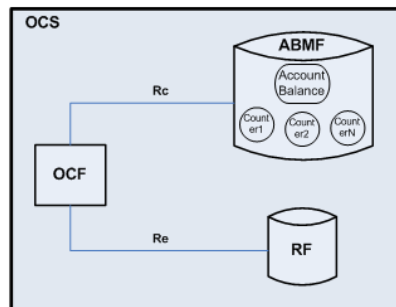 OCS
ABMF
Account
Balance
Rc
Count
er1
Count
er2
Count
erN
OCF
Re
RF